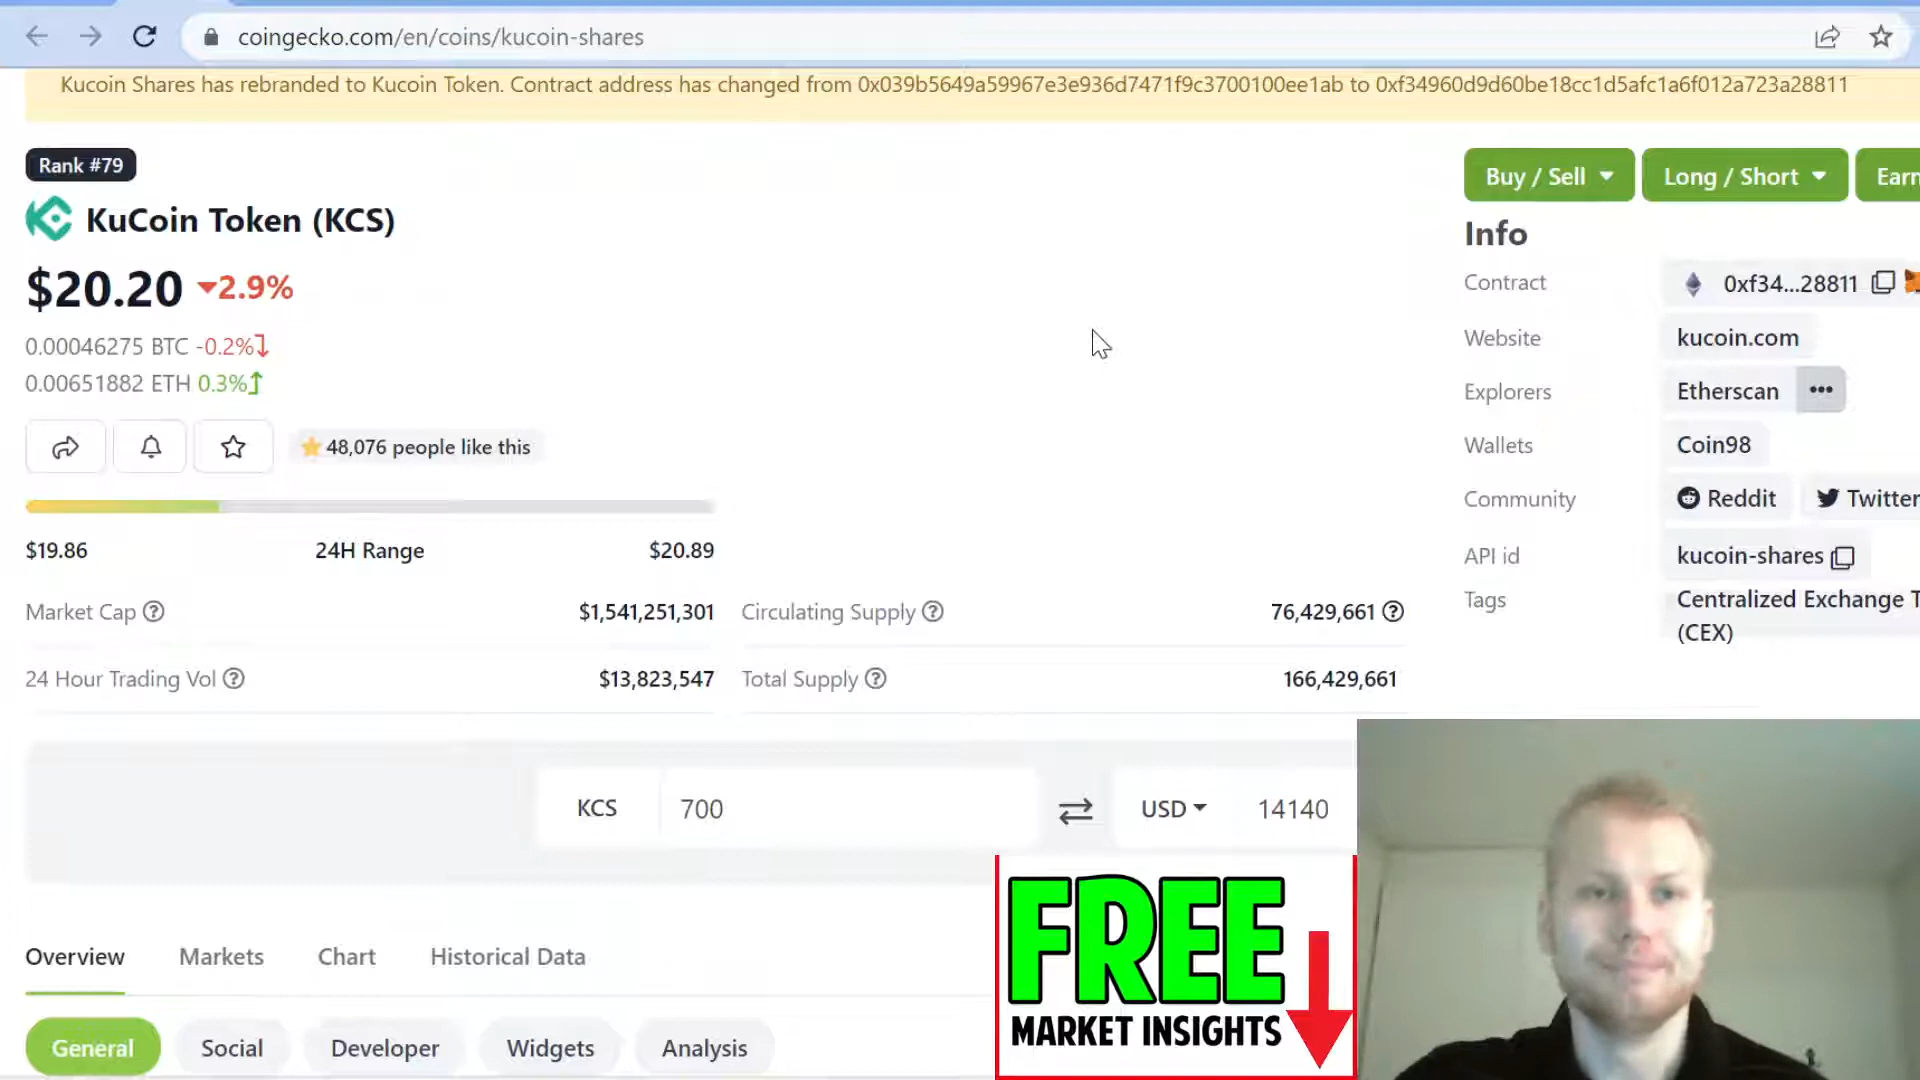 coingecko.com/en/coins/kucoin-shares
Kucoin Shares has rebranded to Kucoin Token. Contract address has changed from 0x039b5649a59967e3e936d7471f9c3700100ee1ab to 0xf34960d9d60be18cc1d5afc1a6f012a723a28811
Rank #79
KuCoin Token (KCS)
$20.20 2.9%
0.00046275 BTC -0.2%
0.00651882 ETH 0.3%
48,076 people like this
$19.86 24H Range $20.89
Market Cap $1,541,251,301 Circulating Supply 76,429,661
24 Hour Trading Vol $13,823,547 Total Supply 166,429,661
Buy / Sell Long / Short Earn
Info
Contract 0xf34...28811
Website kucoin.com
Explorers Etherscan
Wallets Coin98
Community Reddit Twitter
API id kucoin-shares
Tags Centralized Exchange T
(CEX)
KCS 700 USD 14140
Overview Markets Chart Historical Data
General Social Developer Widgets Analysis
FREE
MARKET INSIGHTS